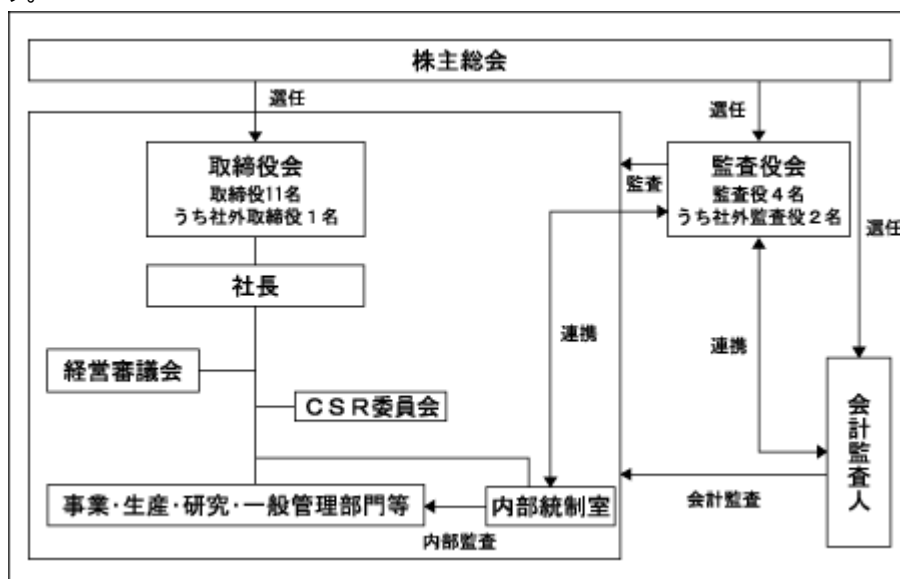 す。
株主総会
選任
選任
取締役会
取締役11名
うち社外取締役1名
監査
監査役会
監査役4名
うち社外監査役2名
選任
社長
連携
連携
経営審議会
CSR委員会
会計監査人
事業・生産・研究・一般管理部門等
内部統制室
会計監査
内部監査